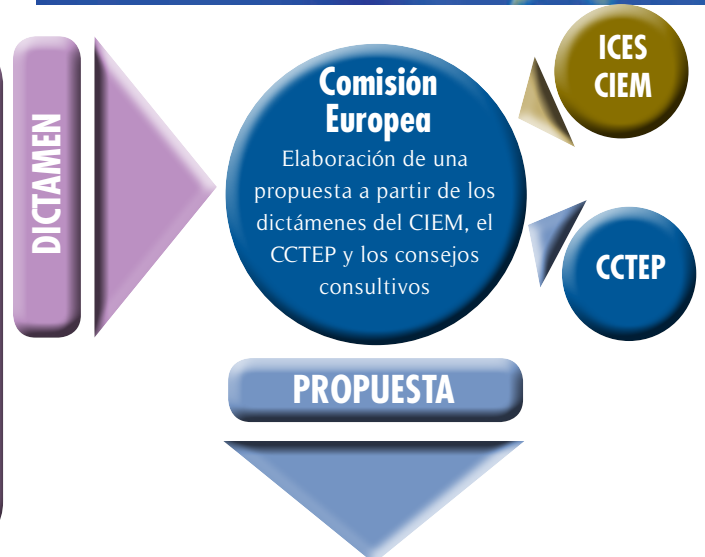 DICTAMEN
Comisión
Europea
Elaboración de una
propuesta a partir de los
dictámenes del CIEM, el
CCTEP y los consejos
consultivos
ICES
CIEM
CCTEP
PROPUESTA